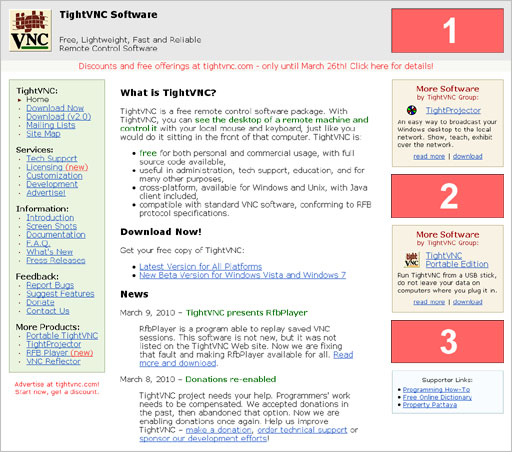 VNC
TightVNC Software
Free, Lightweight, Fast and Reliable
Remote Control Software
1
Discounts and free offerings at tightvnc.com - only until March 26th! Click here for details!
TightVNC:
► Home
• Download Now
• Download (v2.0)
• Mailing Lists
• Site Map
Services:
• Tech Support
• Licensing (new)
• Customization
• Development
• Advertise!
Information:
• Introduction
• Screen Shots
• Documentation
• F.A.Q.
• What's New
• Press Releases
Feedback:
• Report Bugs
• Suggest Features
• Donate
• Contact Us
More Products:
• Portable TightVNC
• TightProjector
• RFB Player (new)
• VNC Reflector
Advertise at tightvnc.com!
Start now, get a discount.
What is TightVNC?
TightVNC is a free remote control software package. With
TightVNC, you can see the desktop of a remote machine and
control it with your local mouse and keyboard, just like you
would do it sitting in the front of that computer. TightVNC is:
• free for both personal and commercial usage, with full
source code available,
• useful in administration, tech support, education, and for
many other purposes,
• cross-platform, available for Windows and Unix, with Java
client included,
• compatible with standard VNC software, conforming to RFB
protocol specifications.
Download Now!
Get your free copy of TightVNC:
• Latest Version for All Platforms
• New Beta Version for Windows Vista and Windows 7
News
March 9, 2010 – TightVNC presents RfbPlayer
RfbPlayer is a program able to replay saved VNC
sessions. This software is not new, but it was not
listed on the TightVNC Web site. Now we are fixing
that fault and making RfbPlayer available for all. Read
more and download.
March 8, 2010 – Donations re-enabled
TightVNC project needs your help. Programmers' work
needs to be compensated. We accepted donations in
the past, then abandoned that option. Now we are
enabling donations once again. Help us improve
TightVNC – make a donation, order technical support or
sponsor our development efforts!
More Software
by TightVNC Group:
TightProjector
An easy way to broadcast your
Windows desktop to the local
network. Show, teach, exhibit
over the network.
read more | download
2
More Software
by TightVNC Group:
VNC
TightVNC
Portable Edition
Run TightVNC from a USB stick,
do not leave your data on
computers where you plug it in.
read more | download
3
Supporter Links:
• Programming How-To
• Free Online Dictionary
• Property Pattaya